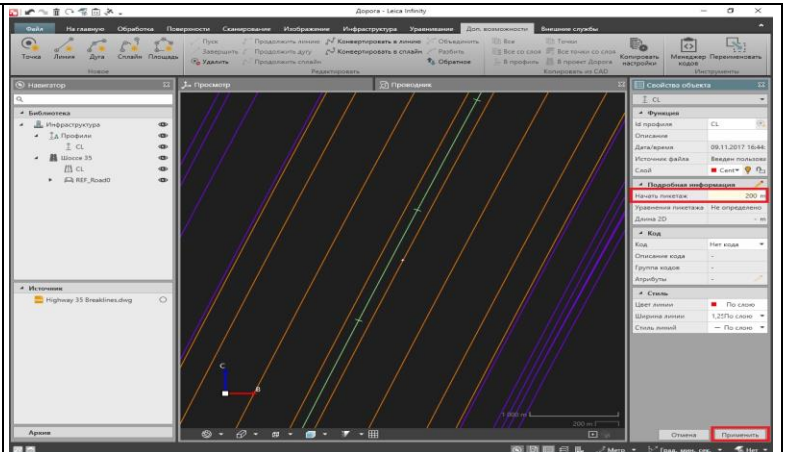 Дорога - Leica Infinity
Файл На главную Обработка Поверхности Сканирование Изображение Инфраструктура Уравнивание Доп. возможности Внешние службы
Точка Линия Дуга Сплайн Площадь
Новое
Пуск Продолжить линию Конвертировать в линию Объединить
Завершить Продолжить дугу Конвертировать в сплайн Разбить
Удалить Продолжить сплайн Обратное
Редактировать
Все Точки
Все со слоя Все точки со слоя
В профиль В проект Дорога
Копировать из CAD
Копировать настройки
Менеджер кодов
Переименовать
Инструменты
Навигатор
Библиотека
Инфраструктура
Профили
CL
Шоссе 35
CL
REF_Road0
Источник
Highway 35 Breaklines.dwg
Архив
Просмотр Проводник
C
B
1 000 m
200 m
Свойства объекта
CL
Функция
Id профиля CL
Описание
Дата/время 09.11.2017 16:44:
Источник файла Введен пользова
Слой Cent
Подробная информация
Начать пикетаж 200 m
Уравнения пикетажа Не определено
Длина 2D - m
Код
Код Нет кода
Описание кода -
Группа кодов -
Атрибуты -
Стиль
Цвет линии По слою
Ширина линии 1,25По слою
Стиль линий По слою
Отмена Применить
Метр Град. мин. сек. Нет